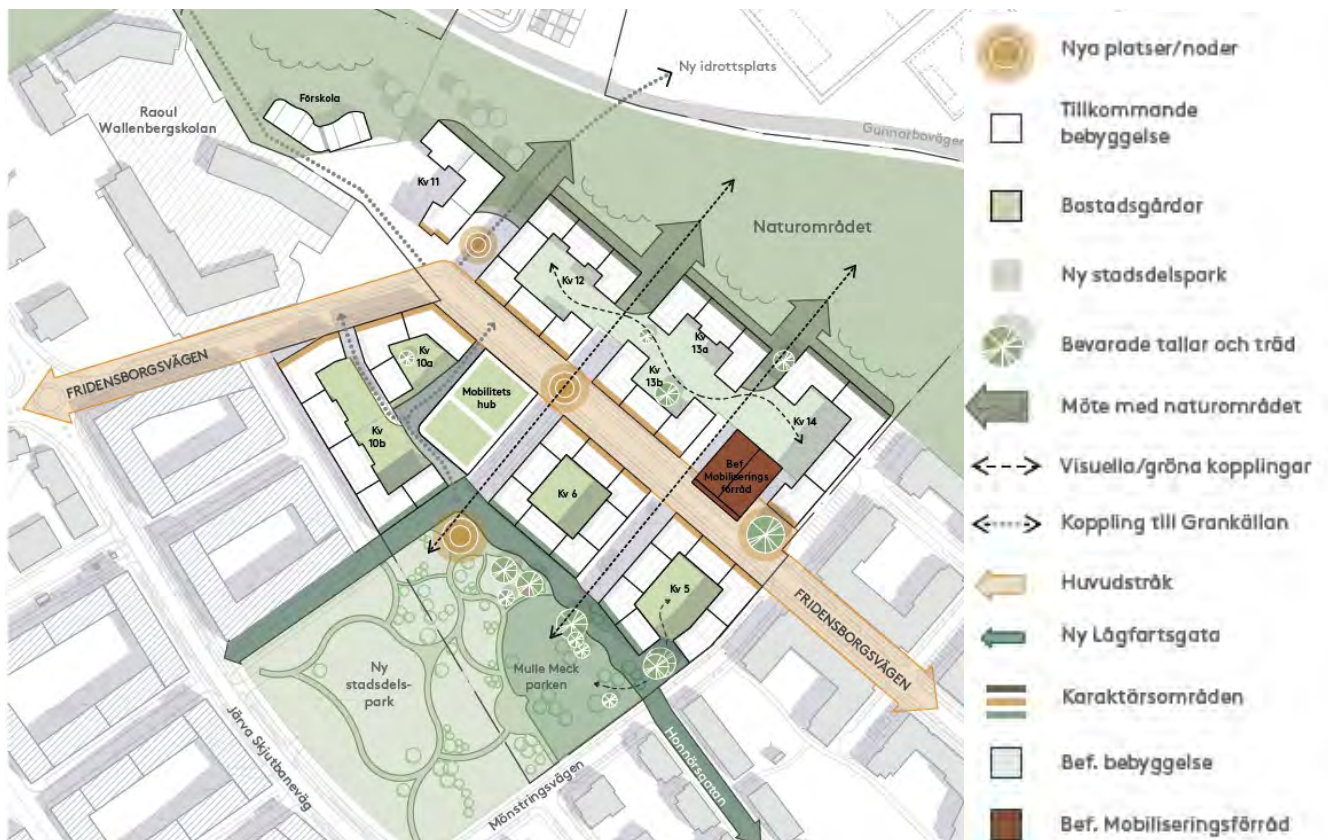 Ny idrottsplats
Förskola
Raoul
Wallenbergskolan
Gunnarbovägen
Kv 11
Naturområdet
Kv 12
Kv
13a
Kv
10a
Kv
13b
FRIDENSBORGSVÄGEN
Mobilitets
hub
Kv 14
Kv
10b
Bef
Mobiliserings
förråd
Kv 6
Kv 5
FRIDENSBORGSVÄGEN
Ny
stadsdels-
park
Mulle Meck
parken
Järva Skjutbaneväg
Mönstringsvägen
Honnörsgatan
Nya platser/noder
Tillkommande
bebyggelse
Bostadsgårdar
Ny stadsdelspark
Bevarade tallar och träd
Möte med naturområdet
Visuella/gröna kopplingar
Koppling till Grankällan
Huvudstråk
Ny Lågfartsgata
Karaktärsområden
Bef. bebyggelse
Bef. Mobiliseringsförråd